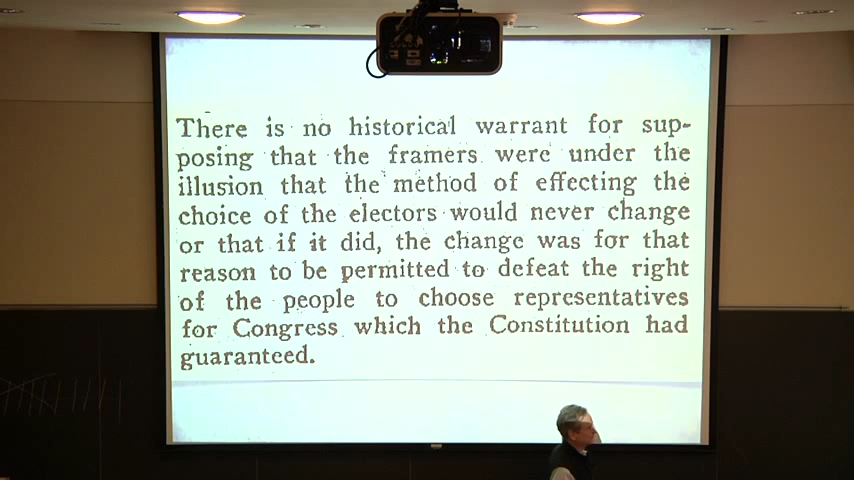 There is no historical warrant for sup-
posing that the framers were under the
illusion that the method of effecting the
choice of the electors would never change
or that if it did, the change was for that
reason to be permitted to defeat the right
of the people to choose representatives
for Congress which the Constitution had
guaranteed.